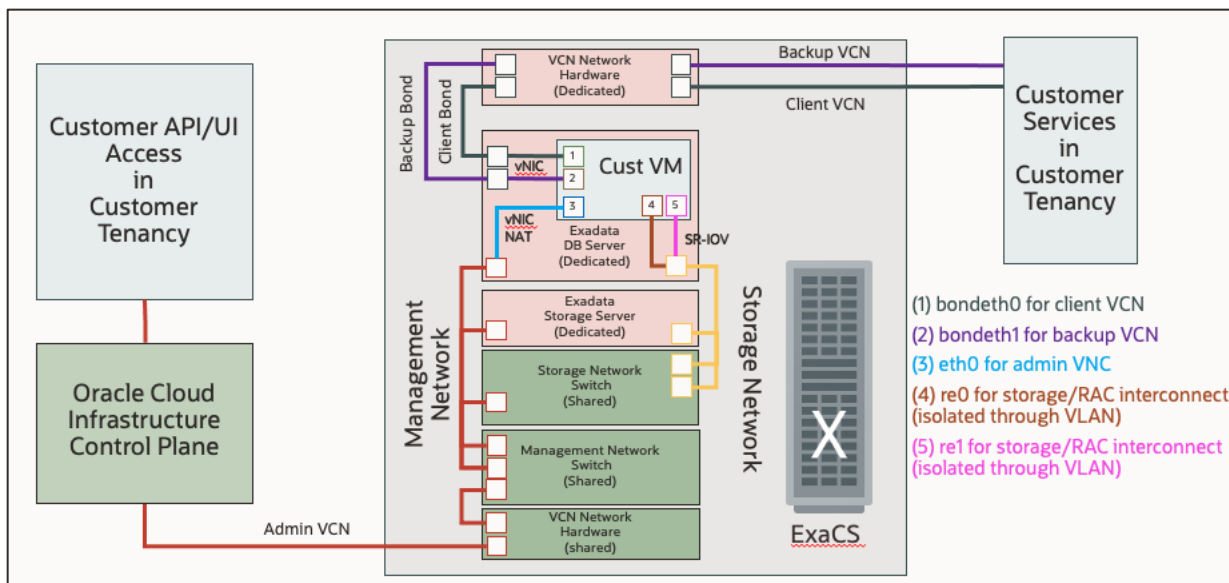 Customer API/UI
Access
in
Customer
Tenancy
Oracle Cloud
Infrastructure
Control Plane
Admin VCN
VCN Network
Hardware
(Dedicated)
Backup Bond
Client Bond
Backup VCN
Client VCN
Customer
Services in
Customer
Tenancy
vNIC
1
2
3
Cust VM
4
5
vNIC
NAT
Exadata
DB Server
(Dedicated)
SR-IOV
Exadata
Storage Server
(Dedicated)
Storage Network
Switch
(Shared)
Management Network
Switch
(Shared)
VCN Network
Hardware
(shared)
Management
Network
Storage Network
X
ExaCS
(1) bondeth0 for client VCN
(2) bondeth1 for backup VCN
(3) eth0 for admin VNC
(4) re0 for storage/RAC interconnect
(isolated through VLAN)
(5) re1 for storage/RAC interconnect
(isolated through VLAN)